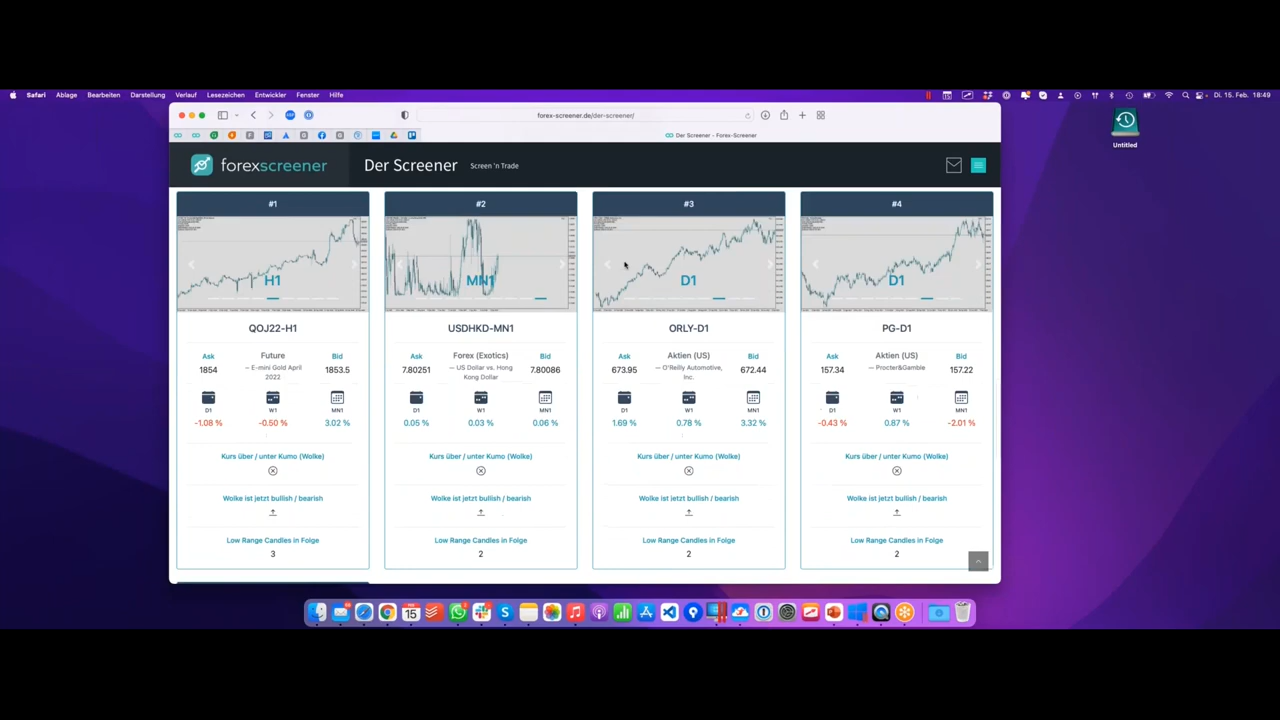 Safari Ablage Bearbeiten Darstellung Verlauf Lesezeichen Entwickler Fenster Hilfe
Di. 15. Feb. 18:49
forex-screener.de/der-screener/
Der Screener - Forex-Screener
Untitled
forexscreener
Der Screener
Screen 'n Trade
#1
H1
QOJ22-H1
Ask
1854
Future
— E-mini Gold April
2022
Bid
1853.5
D1
-1.08 %
W1
-0.50 %
MN1
3.02 %
Kurs über / unter Kumo (Wolke)
Wolke ist jetzt bullish / bearish
Low Range Candles in Folge
3
#2
MN1
USDHKD-MN1
Ask
7.80251
Forex (Exotics)
— US Dollar vs. Hong
Kong Dollar
Bid
7.80086
D1
0.05 %
W1
0.03 %
MN1
0.06 %
Kurs über / unter Kumo (Wolke)
Wolke ist jetzt bullish / bearish
Low Range Candles in Folge
2
#3
D1
ORLY-D1
Ask
673.95
Aktien (US)
— O'Reilly Automotive,
Inc.
Bid
672.44
D1
1.69 %
W1
0.78 %
MN1
3.32 %
Kurs über / unter Kumo (Wolke)
Wolke ist jetzt bullish / bearish
Low Range Candles in Folge
2
#4
D1
PG-D1
Ask
157.34
Aktien (US)
— Procter&Gamble
Bid
157.22
D1
-0.43 %
W1
0.87 %
MN1
-2.01 %
Kurs über / unter Kumo (Wolke)
Wolke ist jetzt bullish / bearish
Low Range Candles in Folge
2
15